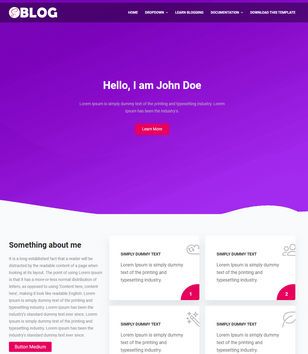 BLOG
HOME DROPDOWN LEARN BLOGGING DOCUMENTATION DOWNLOAD THIS TEMPLATE
Hello, I am John Doe
Lorem Ipsum is simply dummy text of the printing and typesetting industry. Lorem
Ipsum has been the industry's.
Learn More
Something about me
It is a long established fact that a reader will be
distracted by the readable content of a page when
looking at its layout. The point of using Lorem Ipsum
is that it has a more-or-less normal distribution of
letters, as opposed to using 'Content here, content
here', making it look like readable English. Lorem
Ipsum is simply dummy text of the printing and
typesetting industry. Lorem Ipsum has been the
industry's standard dummy text ever since. Lorem
Ipsum is simply dummy text of the printing and
typesetting industry. Lorem Ipsum has been the
industry's standard dummy text ever since
Button Medium
SIMPLY DUMMY TEXT
Lorem Ipsum is simply dummy
text of the printing and
typesetting industry.
1
SIMPLY DUMMY TEXT
Lorem Ipsum is simply dummy
text of the printing and
typesetting industry.
2
SIMPLY DUMMY TEXT
Lorem Ipsum is simply dummy
text of the printing and
SIMPLY DUMMY TEXT
Lorem Ipsum is simply dummy
text of the printing and